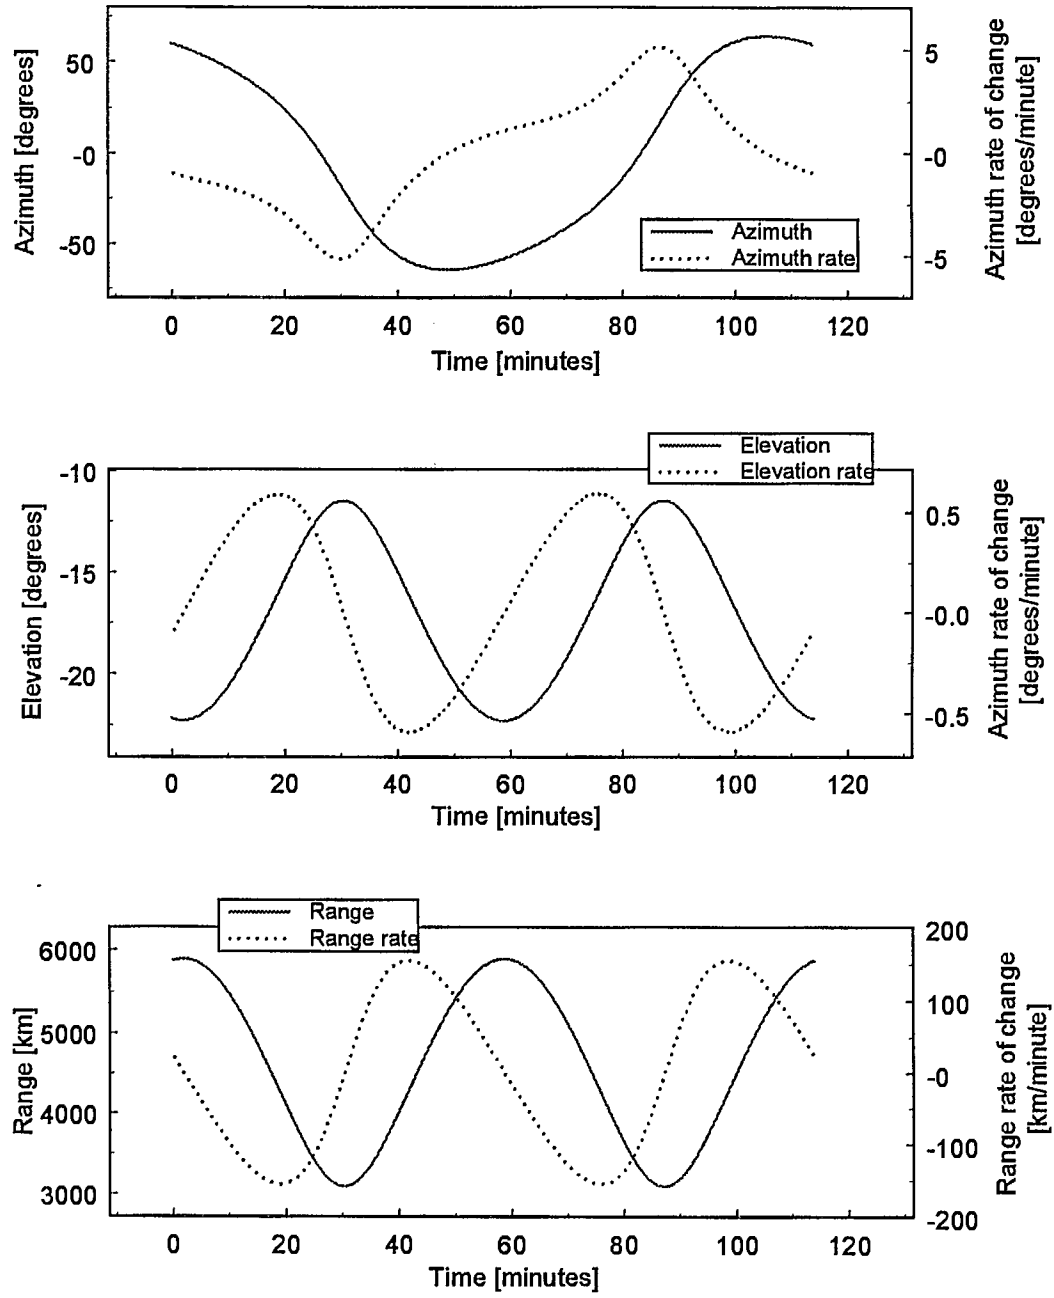 Azimuth [degrees]
50
-0
-50
5
-0
-5
Azimuth rate of change
[degrees/minute]
Azimuth
Azimuth rate
0 20 40 60 80 100 120
Time [minutes]
Elevation
Elevation rate
Elevation [degrees]
-10
-15
-20
0.5
-0.0
-0.5
Azimuth rate of change
[degrees/minute]
0 20 40 60 80 100 120
Time [minutes]
Range
Range rate
Range [km]
6000
5000
4000
3000
200
100
-0
-100
-200
Range rate of change
[km/minute]
0 20 40 60 80 100 120
Time [minutes]